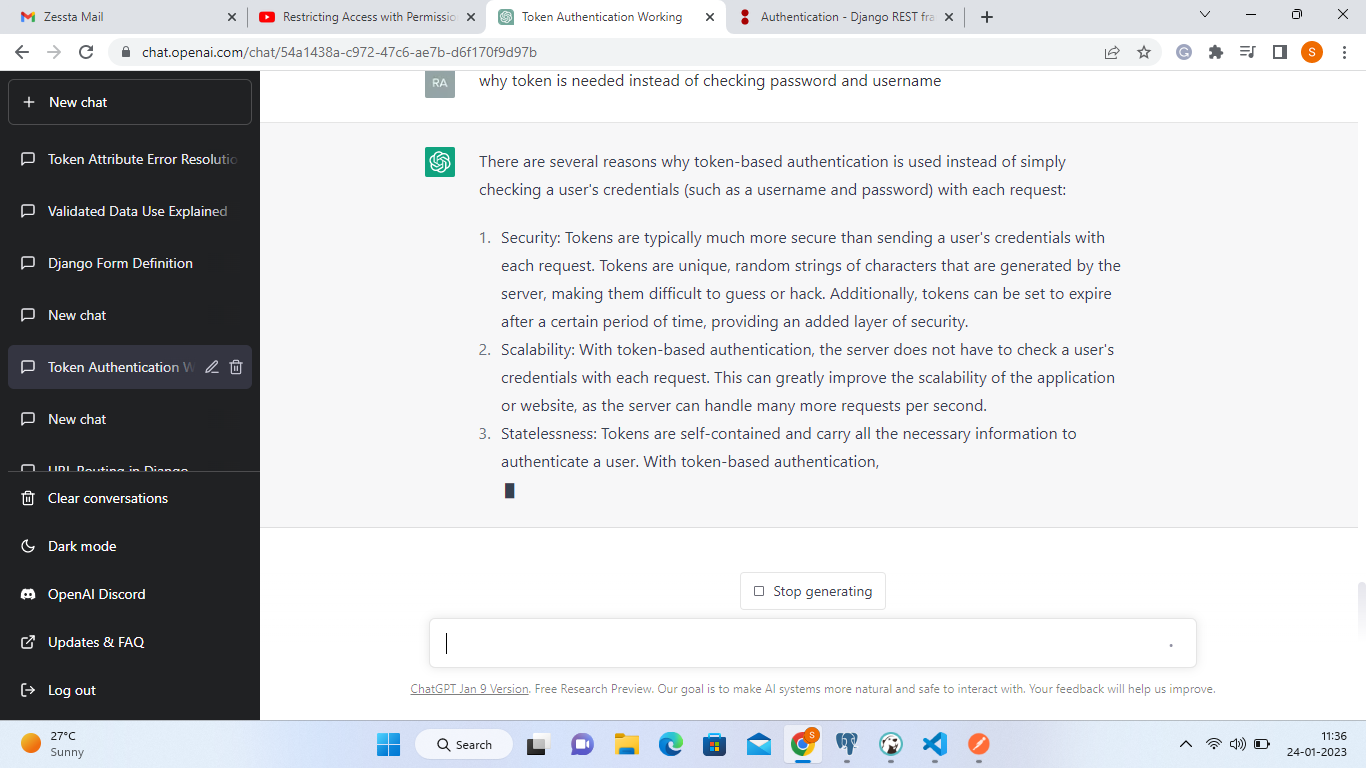 Zessta Mail
Restricting Access with Permissio
Token Authentication Working
Authentication - Django REST fra
chat.openai.com/chat/54a1438a-c972-47c6-ae7b-d6f170f9d97b
S
New chat
Token Attribute Error Resolutio
Validated Data Use Explained
Django Form Definition
New chat
Token Authentication W
New chat
URL Routing in Django
Clear conversations
Dark mode
OpenAI Discord
Updates & FAQ
Log out
RA
why token is needed instead of checking password and username
There are several reasons why token-based authentication is used instead of simply
checking a user's credentials (such as a username and password) with each request:
1. Security: Tokens are typically much more secure than sending a user's credentials with
each request. Tokens are unique, random strings of characters that are generated by the
server, making them difficult to guess or hack. Additionally, tokens can be set to expire
after a certain period of time, providing an added layer of security.
2. Scalability: With token-based authentication, the server does not have to check a user's
credentials with each request. This can greatly improve the scalability of the application
or website, as the server can handle many more requests per second.
3. Statelessness: Tokens are self-contained and carry all the necessary information to
authenticate a user. With token-based authentication,
Stop generating
ChatGPT Jan 9 Version. Free Research Preview. Our goal is to make AI systems more natural and safe to interact with. Your feedback will help us improve.
27°C
Sunny
Search
S
11:36
24-01-2023